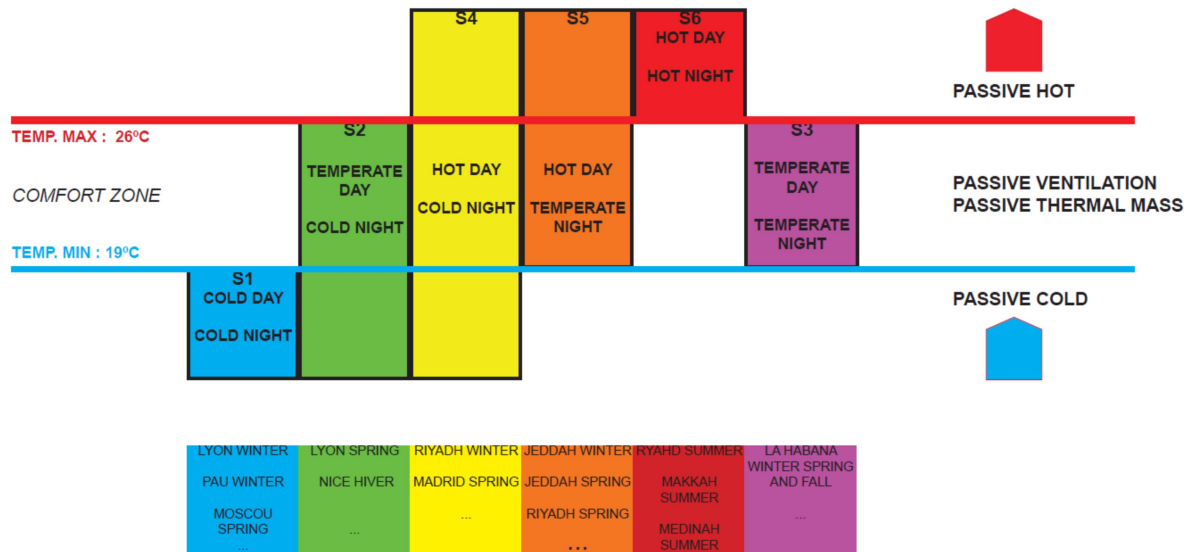 S4
HOT DAY
COLD NIGHT
S5
HOT DAY
TEMPERATE
NIGHT
S6
HOT DAY
HOT NIGHT
PASSIVE HOT
TEMP. MAX : 26ºC
COMFORT ZONE
TEMP. MIN : 19ºC
S2
TEMPERATE
DAY
COLD NIGHT
S3
TEMPERATE
DAY
TEMPERATE
NIGHT
PASSIVE VENTILATION
PASSIVE THERMAL MASS
S1
COLD DAY
COLD NIGHT
PASSIVE COLD
LYON WINTER
PAU WINTER
MOSCOU
SPRING
...
LYON SPRING
NICE HIVER
...
RIYADH WINTER
MADRID SPRING
...
JEDDAH WINTER
JEDDAH SPRING
RIYADH SPRING
...
RYAHD SUMMER
MAKKAH
SUMMER
MEDINAH
SUMMER
LA HABANA
WINTER SPRING
AND FALL
...